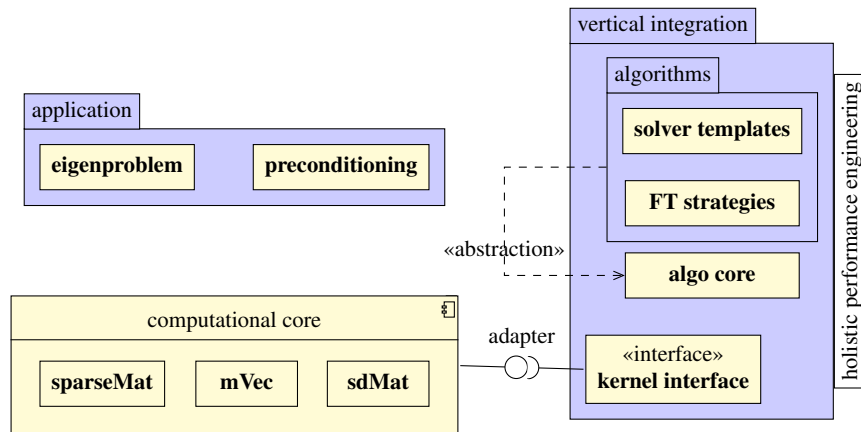 vertical integration
algorithms
solver templates
FT strategies
algo core
«interface»
kernel interface
holistic performance engineering
application
eigenproblem
preconditioning
«abstraction»
computational core
sparseMat
mVec
sdMat
adapter